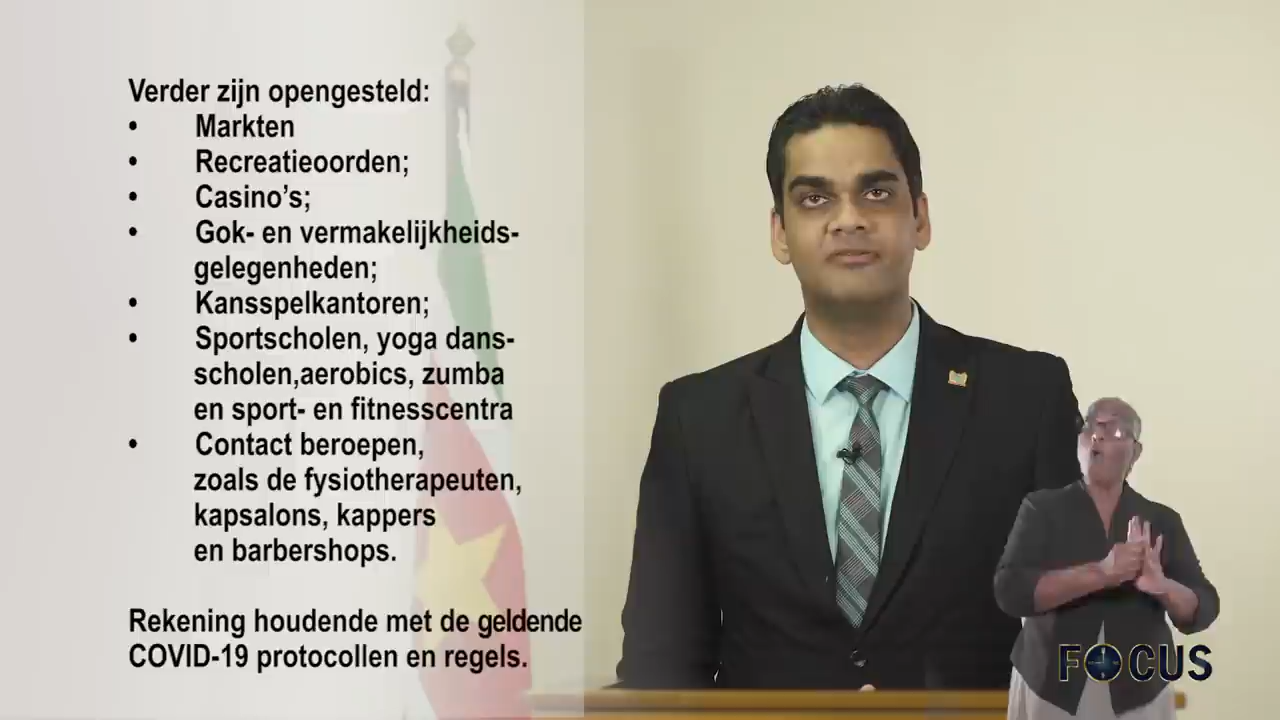 Verder zijn opengesteld:
• Markten
• Recreatieoorden;
• Casino's;
• Gok- en vermakelijkheids-
gelegenheden;
• Kansspelkantoren;
• Sportscholen, yoga dans-
scholen,aerobics, zumba
en sport- en fitnesscentra
• Contact beroepen,
zoals de fysiotherapeuten,
kapsalons, kappers
en barbershops.
Rekening houdende met de geldende
COVID-19 protocollen en regels.
FOCUS